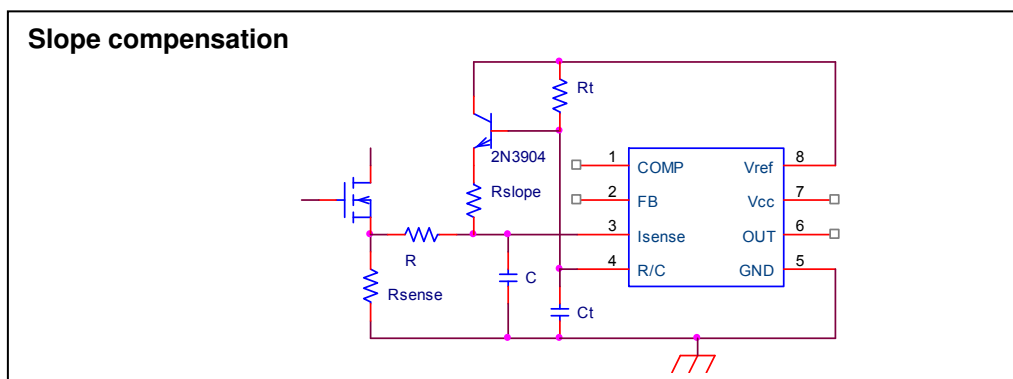 Slope compensation
Rt
2N3904
Rslope
R
Rsense
C
Ct
1 COMP Vref 8
2 FB Vcc 7
3 Isense OUT 6
4 R/C GND 5